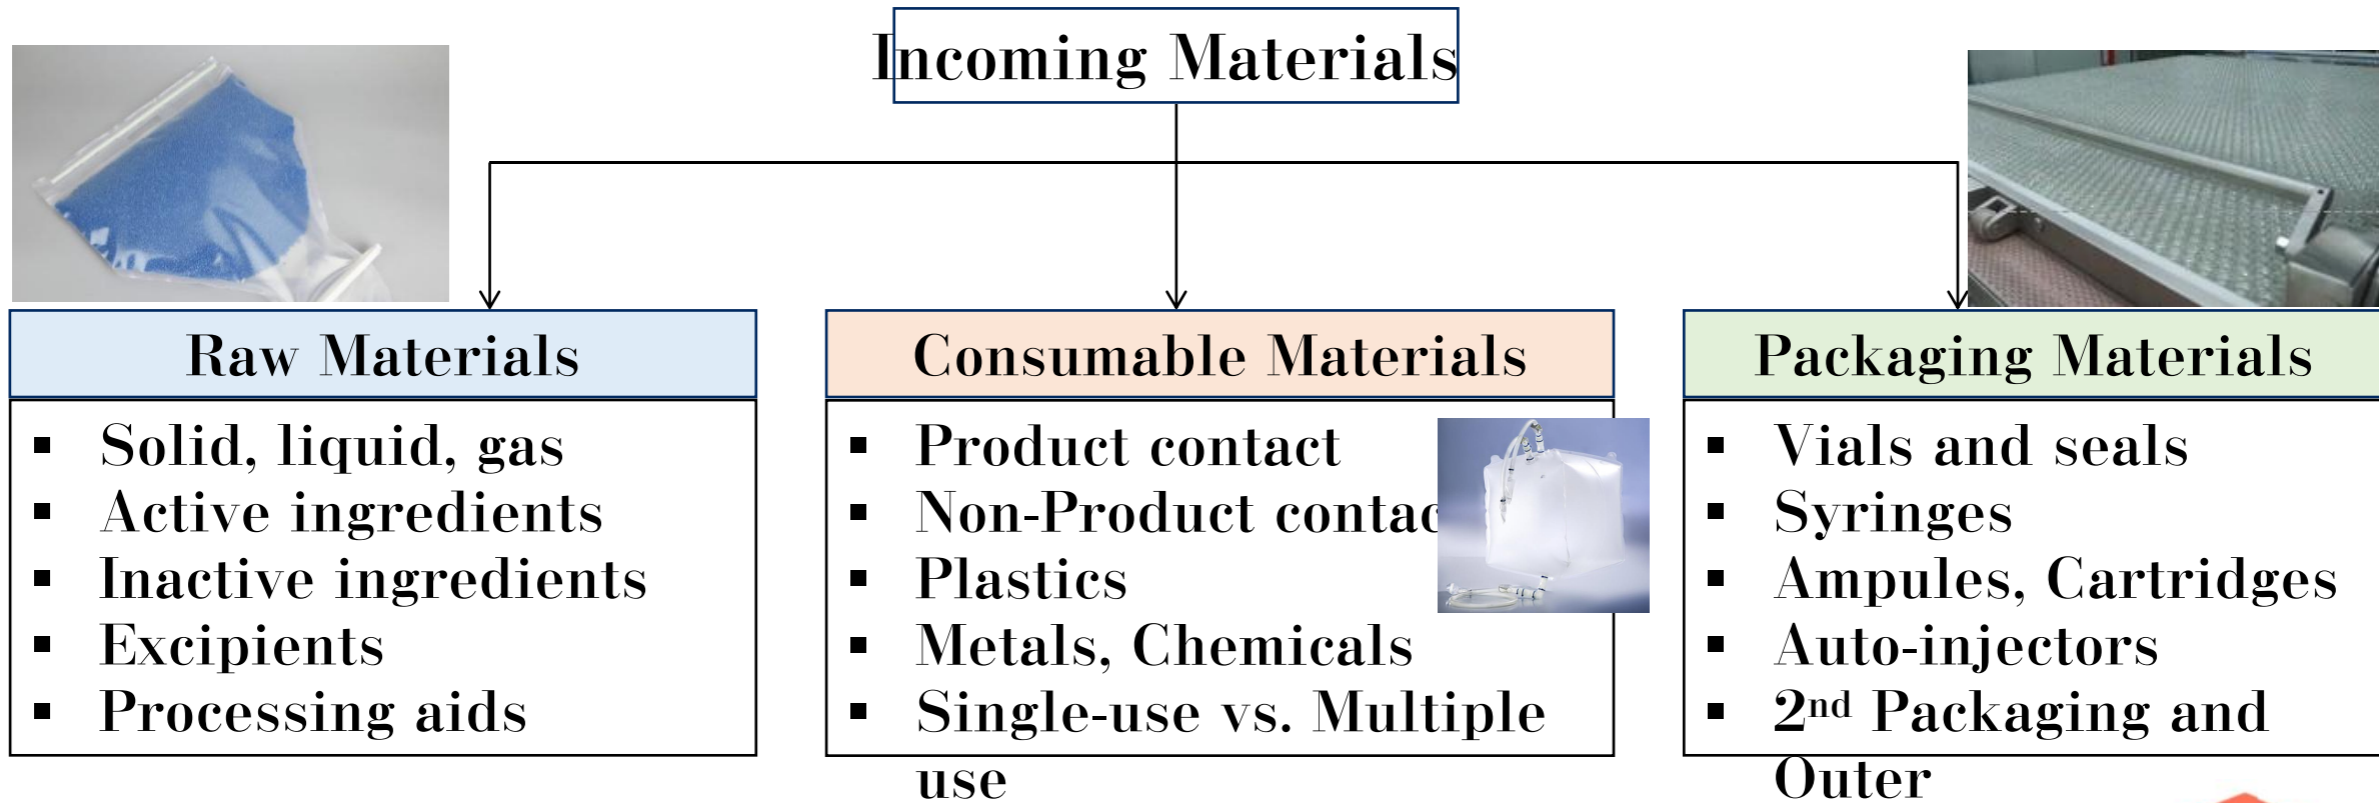 Incoming Materials
Raw Materials
▪ Solid, liquid, gas
▪ Active ingredients
▪ Inactive ingredients
▪ Excipients
▪ Processing aids
Consumable Materials
▪ Product contact
▪ Non-Product contac
▪ Plastics
▪ Metals, Chemicals
▪ Single-use vs. Multiple
use
Packaging Materials
▪ Vials and seals
▪ Syringes
▪ Ampules, Cartridges
▪ Auto-injectors
▪ 2nd Packaging and
Outer